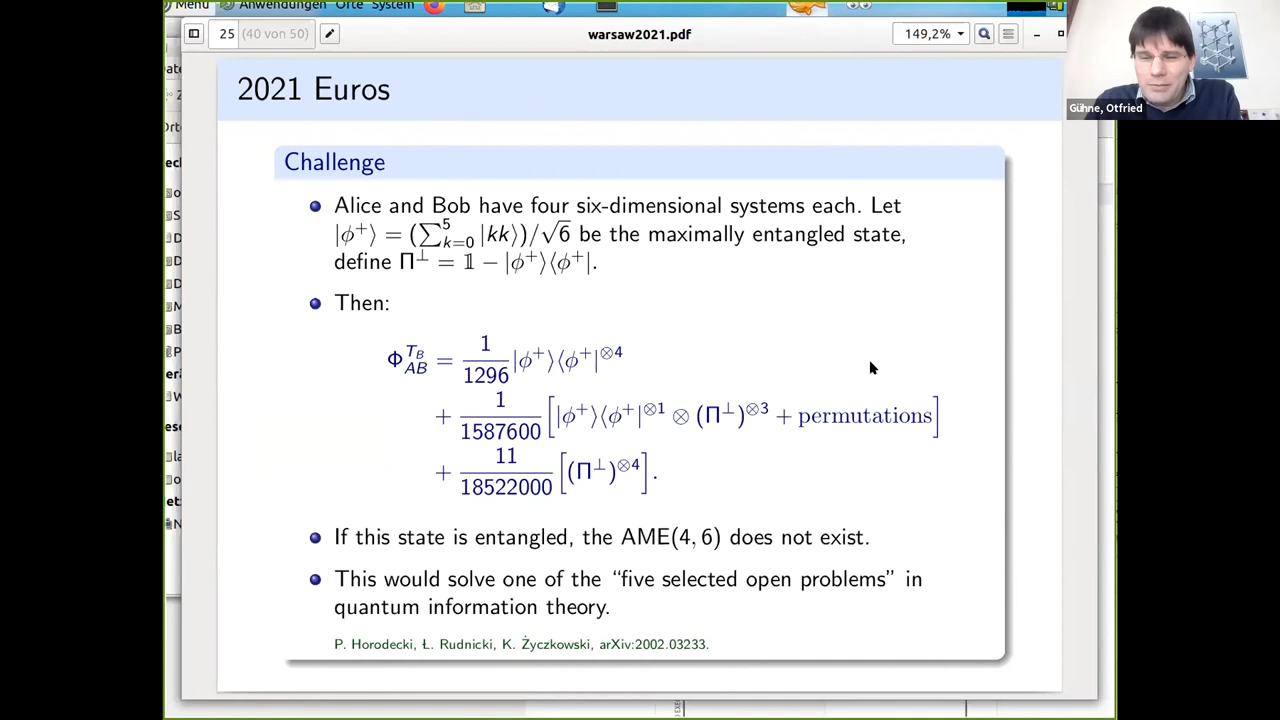 Menu Anwendungen Orte System
25 (40 von 50) warsaw2021.pdf 149,2%
Gühne, Otfried
2021 Euros
Challenge
Alice and Bob have four six-dimensional systems each. Let
|ϕ⁺⟩ = (∑⁵ₖ₌₀ |kk⟩)/√6 be the maximally entangled state,
define Π⊥ = 𝟙 − |ϕ⁺⟩⟨ϕ⁺|.
Then:
Φ_AB^{T_B} = 1/1296 |ϕ⁺⟩⟨ϕ⁺|^{⊗4}
+ 1/1587600 [|ϕ⁺⟩⟨ϕ⁺|^{⊗1} ⊗ (Π⊥)^{⊗3} + permutations]
+ 11/18522000 [(Π⊥)^{⊗4}].
If this state is entangled, the AME(4, 6) does not exist.
This would solve one of the “five selected open problems” in
quantum information theory.
P. Horodecki, Ł. Rudnicki, K. Życzkowski, arXiv:2002.03233.